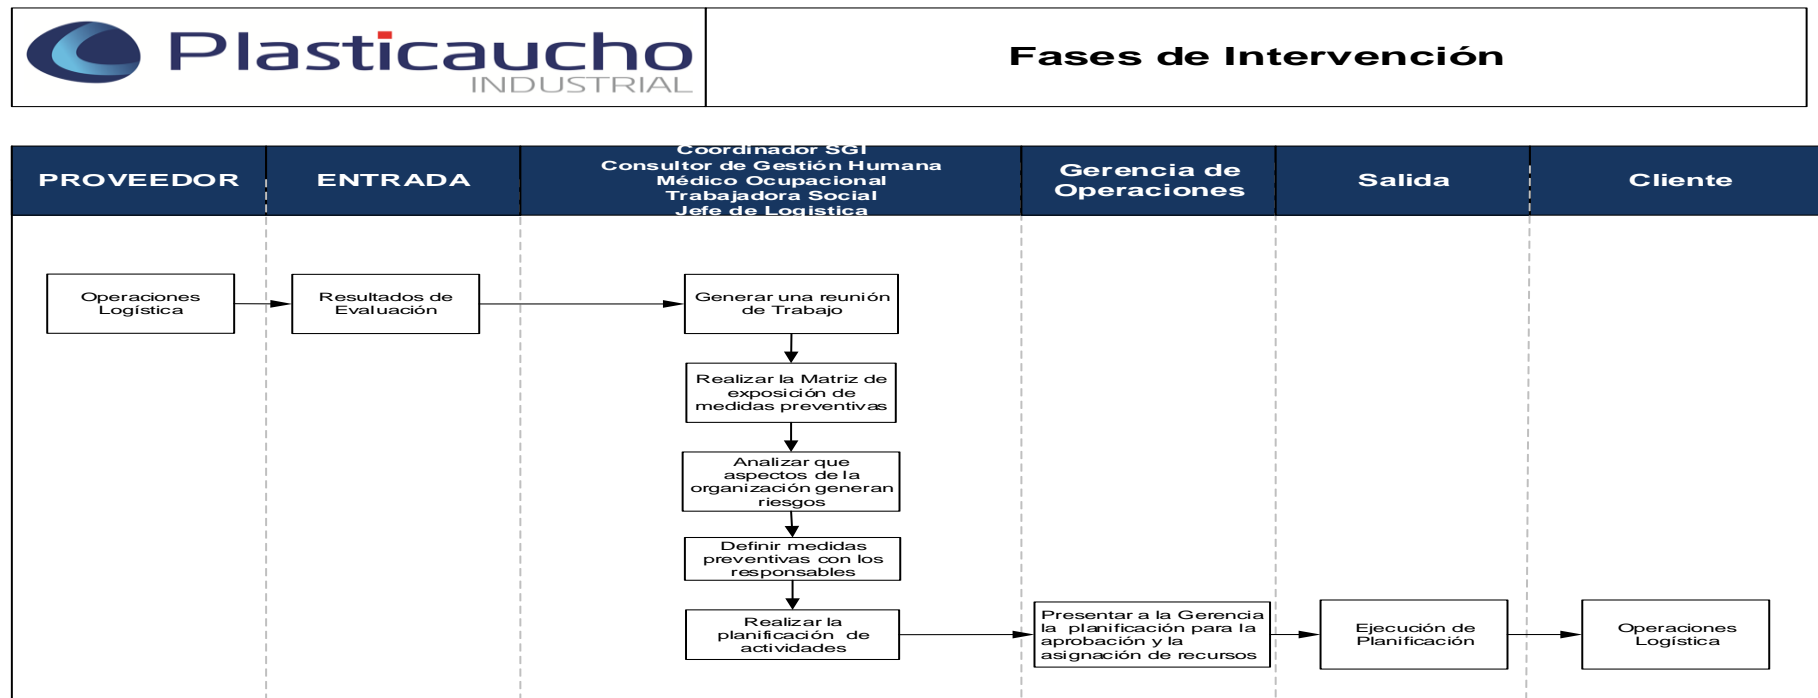 Plasticaucho
INDUSTRIAL
Fases de Intervención
PROVEEDOR
ENTRADA
Coordinador SGI
Consultor de Gestión Humana
Médico Ocupacional
Trabajadora Social
Jefe de Logistica
Gerencia de
Operaciones
Salida
Cliente
Operaciones
Logística
Resultados de
Evaluación
Generar una reunión
de Trabajo
Realizar la Matriz de
exposición de
medidas preventivas
Analizar que
aspectos de la
organización generan
riesgos
Definir medidas
preventivas con los
responsables
Realizar la
planificación de
actividades
Presentar a la Gerencia
la planificación para la
aprobación y la
asignación de recursos
Ejecución de
Planificación
Operaciones
Logística